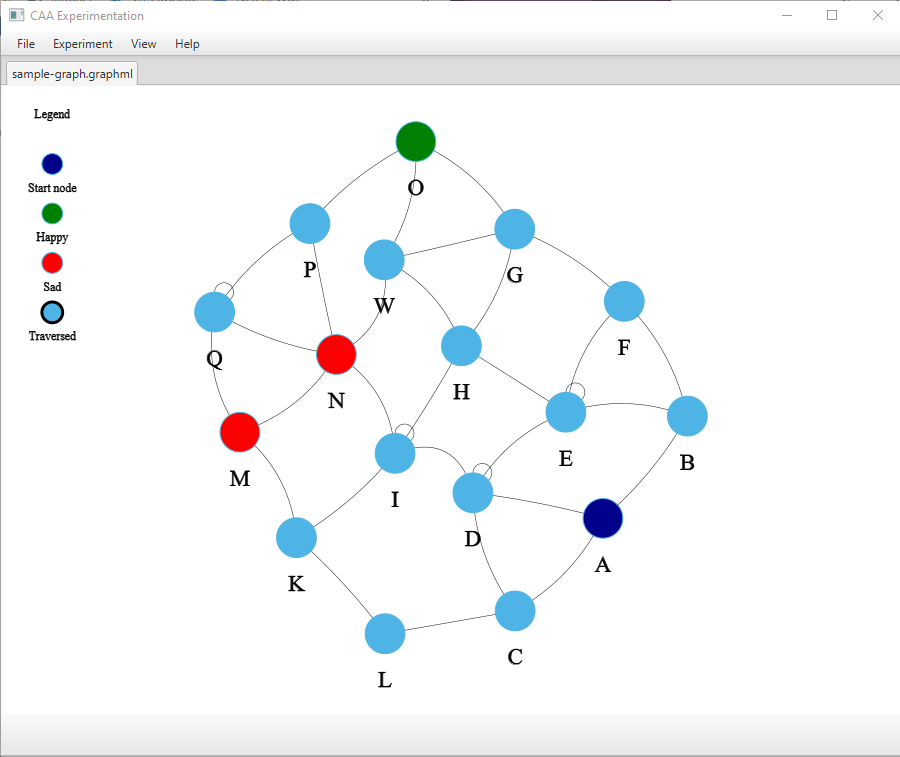 CAA Experimentation
File Experiment View Help
sample-graph.graphml
Legend
Start node
Happy
Sad
Traversed
O
P
G
W
F
Q
H
N
E
B
M
I
D
A
K
C
L